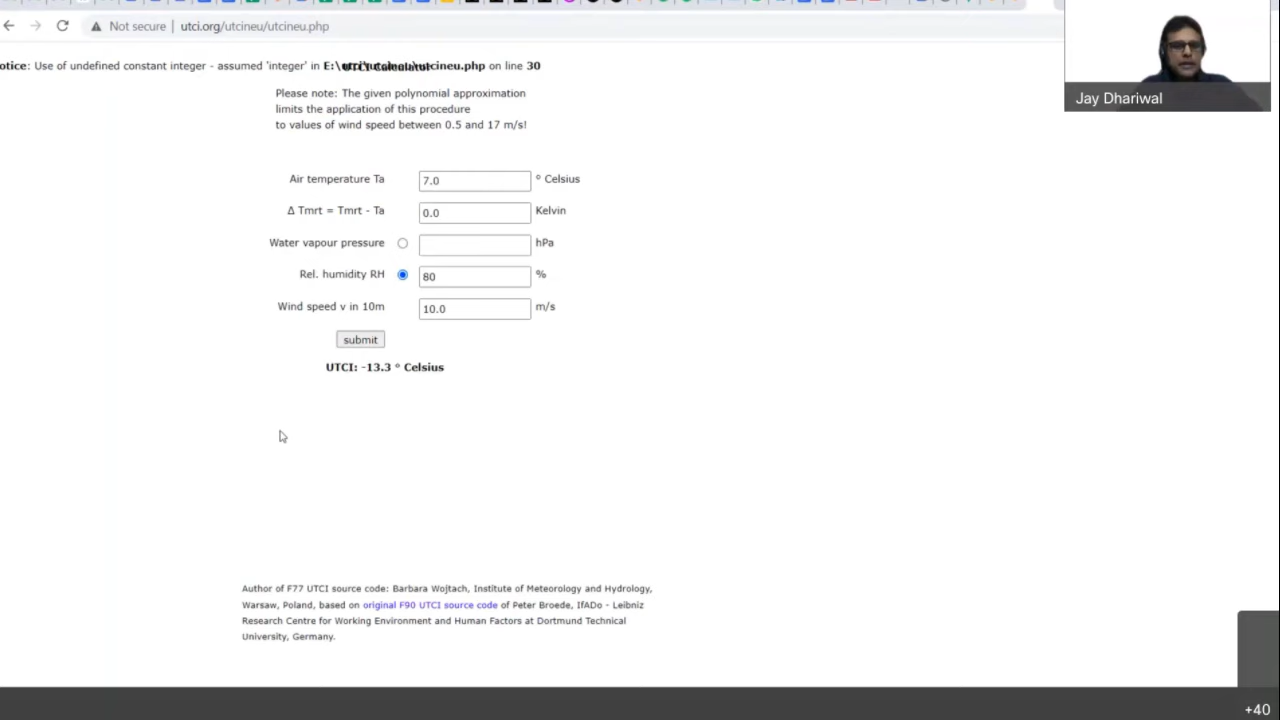 Not secure | utci.org/utcineu/utcineu.php
Jay Dhariwal
otice: Use of undefined constant integer - assumed 'integer' in E:\utci\utcineu\utcineu.php on line 30
UTCI Calculator
Please note: The given polynomial approximation
limits the application of this procedure
to values of wind speed between 0.5 and 17 m/s!
Air temperature Ta 7.0 ° Celsius
Δ Tmrt = Tmrt - Ta 0.0 Kelvin
Water vapour pressure hPa
Rel. humidity RH 80 %
Wind speed v in 10m 10.0 m/s
submit
UTCI: -13.3 ° Celsius
Author of F77 UTCI source code: Barbara Wojtach, Institute of Meteorology and Hydrology,
Warsaw, Poland, based on original F90 UTCI source code of Peter Broede, IfADo - Leibniz
Research Centre for Working Environment and Human Factors at Dortmund Technical
University, Germany.
+40